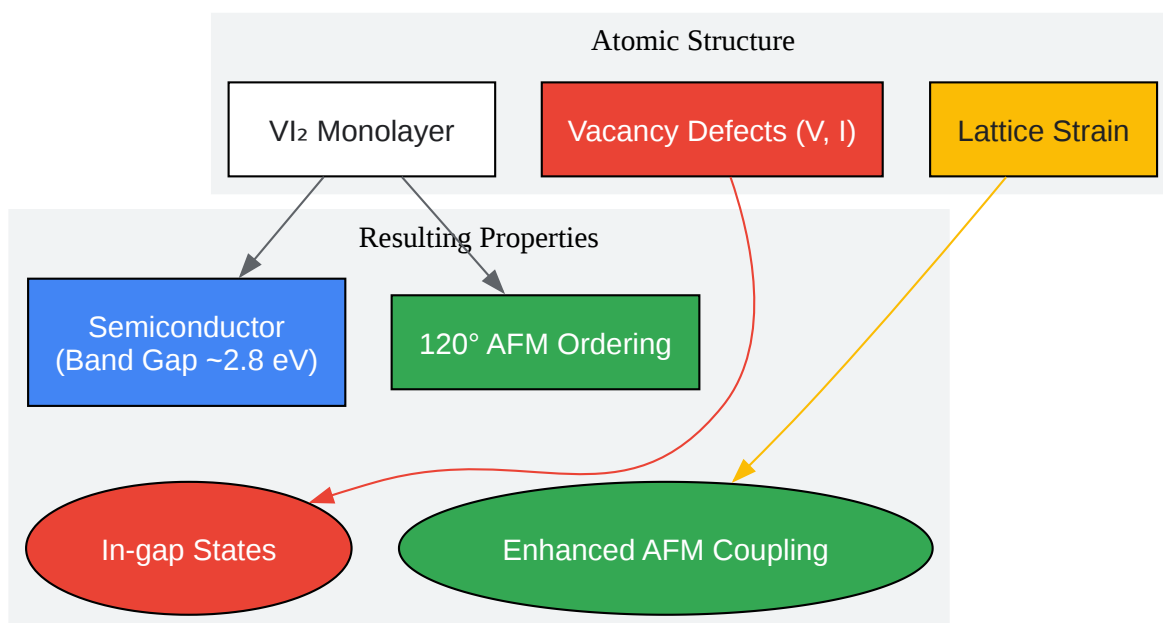 Atomic Structure
VI₂ Monolayer
Vacancy Defects (V, I)
Lattice Strain
Resulting Properties
Semiconductor
(Band Gap ~2.8 eV)
120° AFM Ordering
In-gap States
Enhanced AFM Coupling